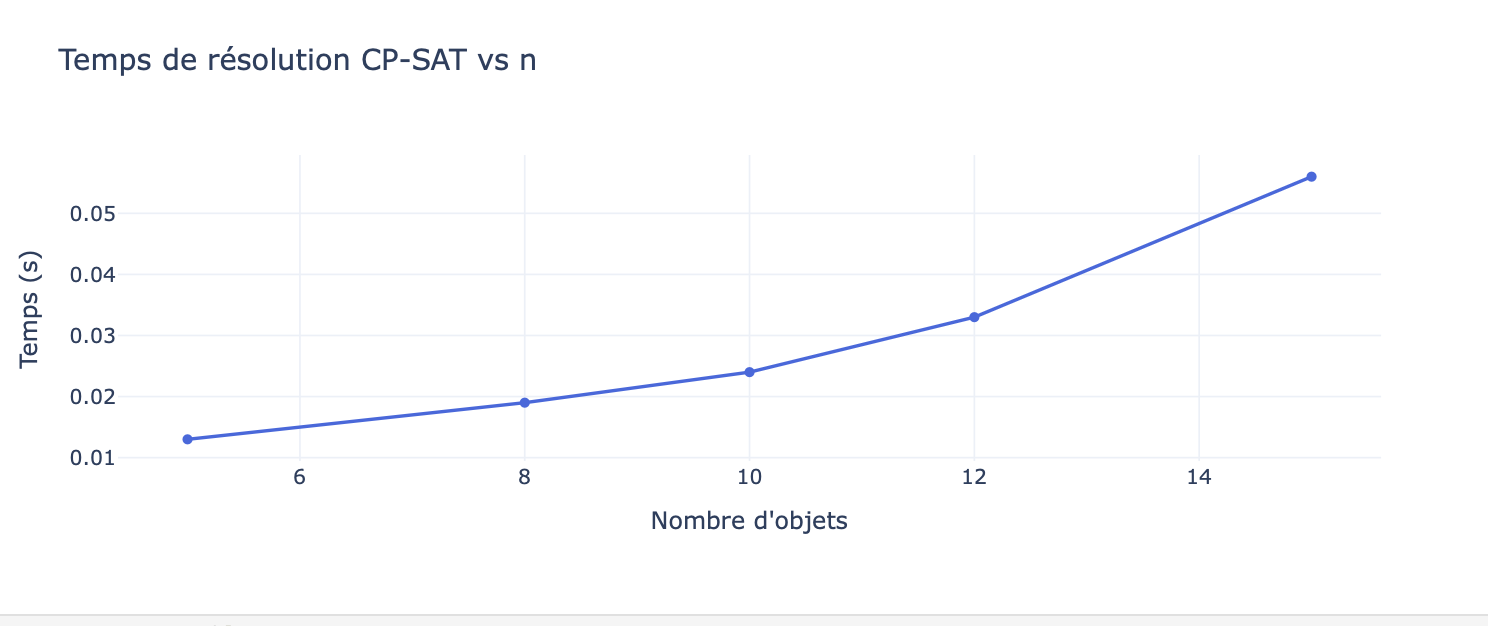 Temps de résolution CP-SAT vs n
0.05
0.04
0.03
0.02
0.01
Temps (s)
6 8 10 12 14
Nombre d'objets